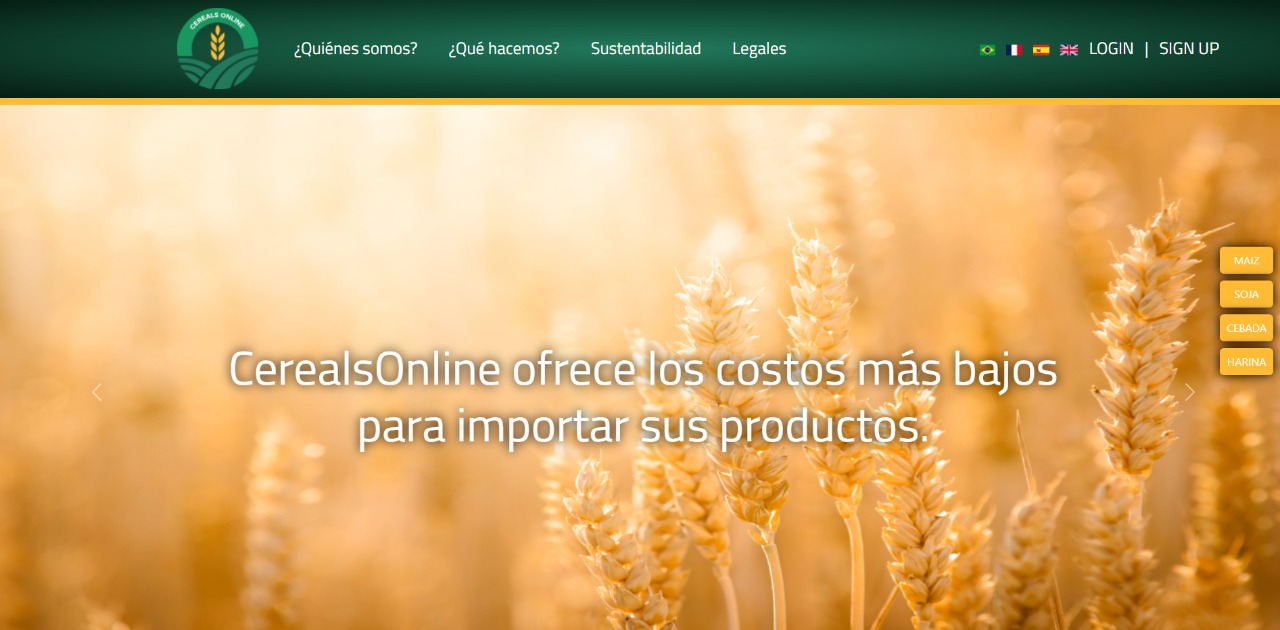 CEREALS ONLINE
¿Quiénes somos? ¿Qué hacemos? Sustentabilidad Legales LOGIN | SIGN UP
MAIZ
SOJA
CEBADA
HARINA
CerealsOnline ofrece los costos más bajos
para importar sus productos.